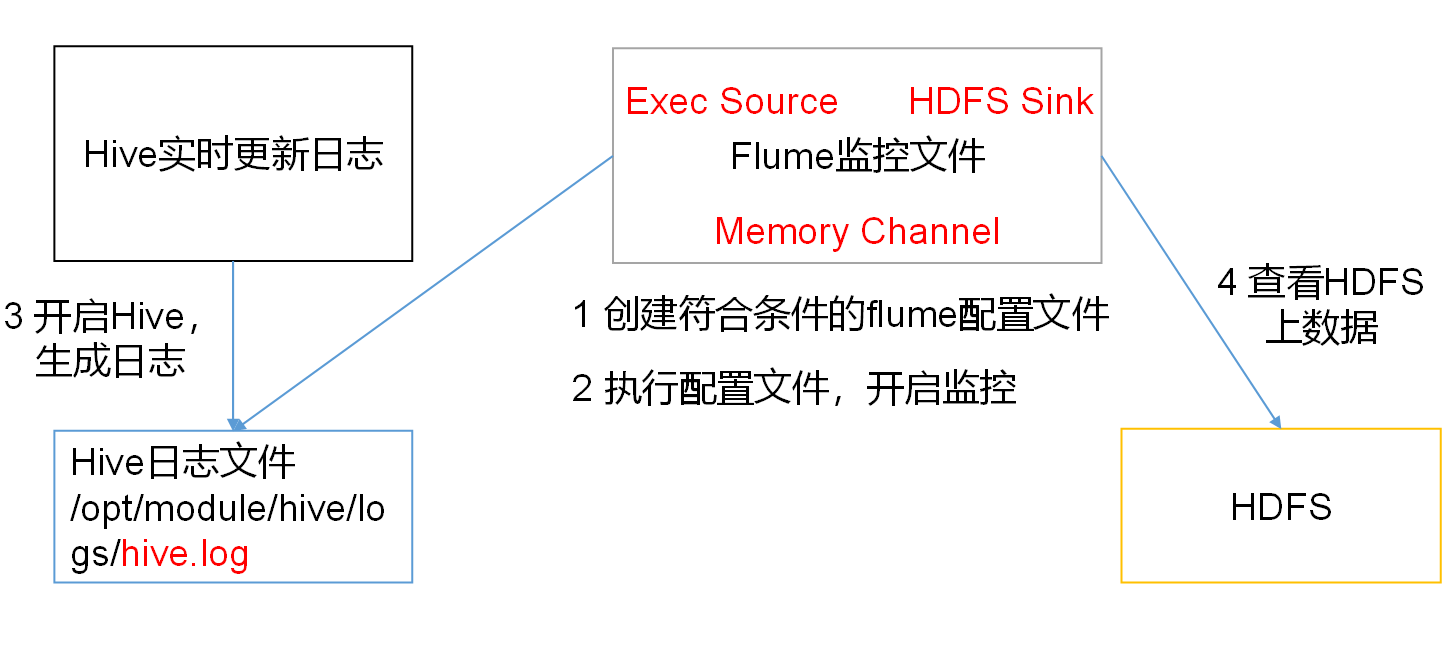 Hive实时更新日志
Exec Source
HDFS Sink
Flume监控文件
Memory Channel
3 开启Hive，
生成日志
1 创建符合条件的flume配置文件
2 执行配置文件，开启监控
4 查看HDFS
上数据
Hive日志文件
/opt/module/hive/lo
gs/hive.log
HDFS